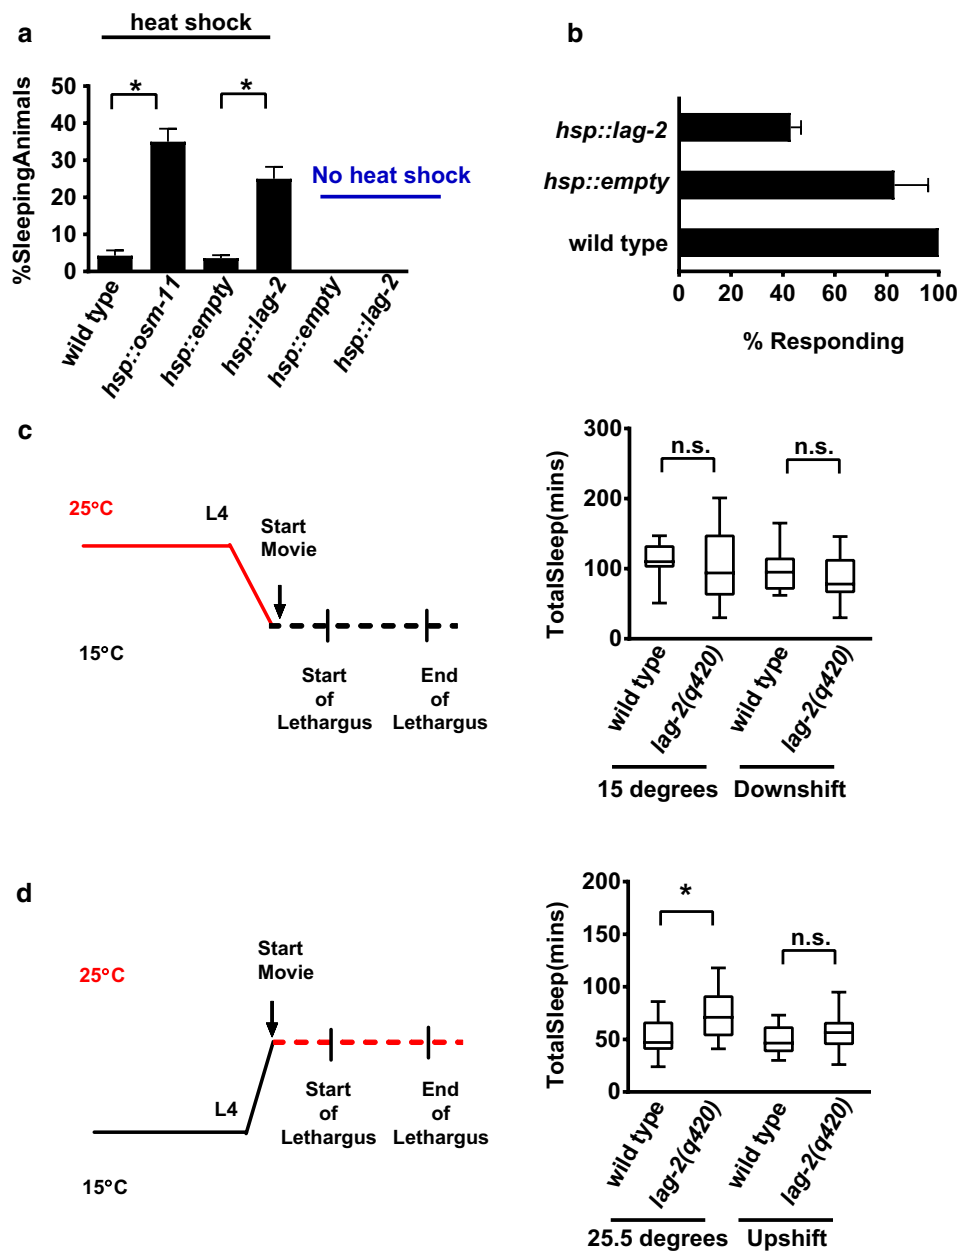 a
heat shock
%SleepingAnimals
50
40
30
20
10
0
*
*
No heat shock
wild type
hsp::osm-11
hsp::empty
hsp::lag-2
hsp::empty
hsp::lag-2
b
hsp::lag-2
hsp::empty
wild type
0 20 40 60 80 100
% Responding
c
25°C
L4
Start
Movie
15°C
Start
of
Lethargus
End
of
Lethargus
TotalSleep(mins)
300
200
100
0
n.s.
n.s.
wild type
lag-2(q420)
wild type
lag-2(q420)
15 degrees
Downshift
d
25°C
Start
Movie
L4
15°C
Start
of
Lethargus
End
of
Lethargus
TotalSleep(mins)
200
150
100
50
0
*
n.s.
wild type
lag-2(q420)
wild type
lag-2(q420)
25.5 degrees
Upshift